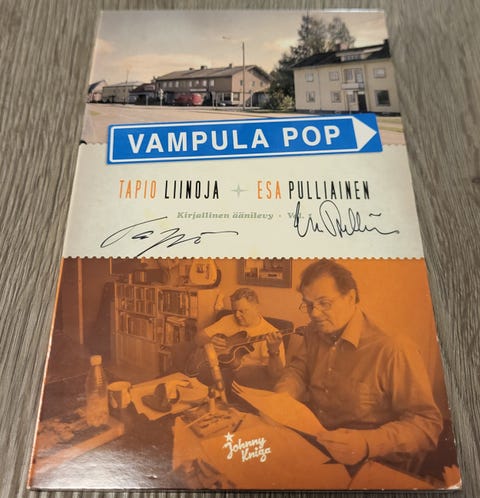 VAMPULA POP
TAPIO LIINOJA + ESA PULLIAINEN
Kirjallinen äänilevy • Vol.
Johnny
Kniga